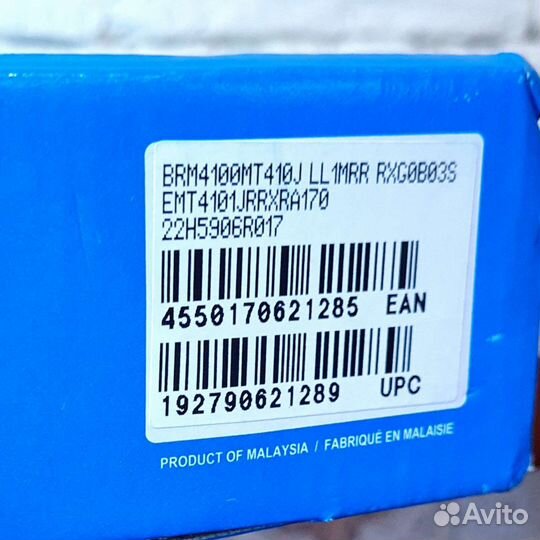 BRM4100MT410J LL1MRR RXG0B03S
EMT4101JRRXRA170
22H5906R017
4550170621285 EAN
192790621289 UPC
PRODUCT OF MALAYSIA / FABRIQUÉ EN MALAISIE
Avito